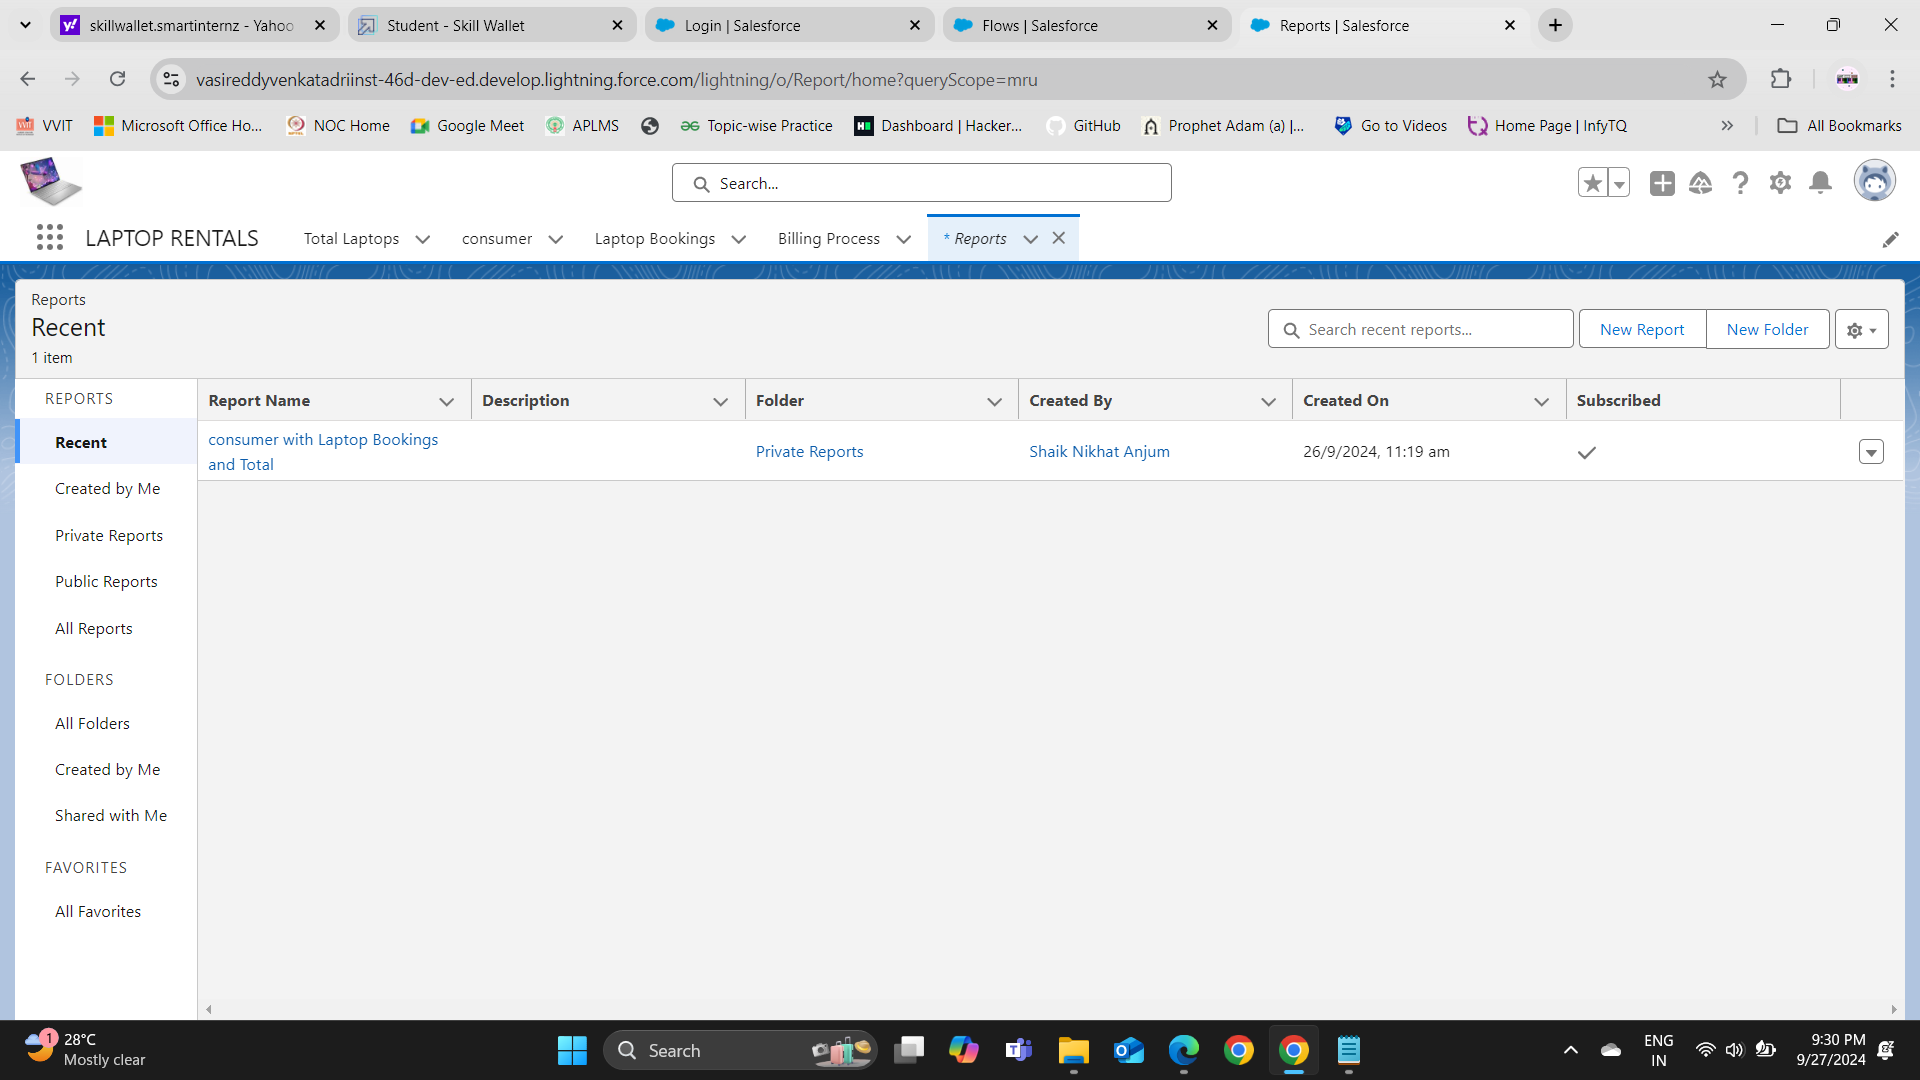 skillwallet.smartinternz - Yahoo
Student - Skill Wallet
Login | Salesforce
Flows | Salesforce
Reports | Salesforce
vasireddyvenkatadriinst-46d-dev-ed.develop.lightning.force.com/lightning/o/Report/home?queryScope=mru
VVIT
Microsoft Office Ho...
NOC Home
Google Meet
APLMS
Topic-wise Practice
Dashboard | Hacker...
GitHub
Prophet Adam (a) |...
Go to Videos
Home Page | InfyTQ
All Bookmarks
Search...
LAPTOP RENTALS
Total Laptops
consumer
Laptop Bookings
Billing Process
* Reports
Reports
Recent
1 item
Search recent reports...
New Report
New Folder
REPORTS
Recent
Created by Me
Private Reports
Public Reports
All Reports
FOLDERS
All Folders
Created by Me
Shared with Me
FAVORITES
All Favorites
Report Name
Description
Folder
Created By
Created On
Subscribed
consumer with Laptop Bookings
and Total
Private Reports
Shaik Nikhat Anjum
26/9/2024, 11:19 am
1
28°C
Mostly clear
Search
ENG
IN
9:30 PM
9/27/2024